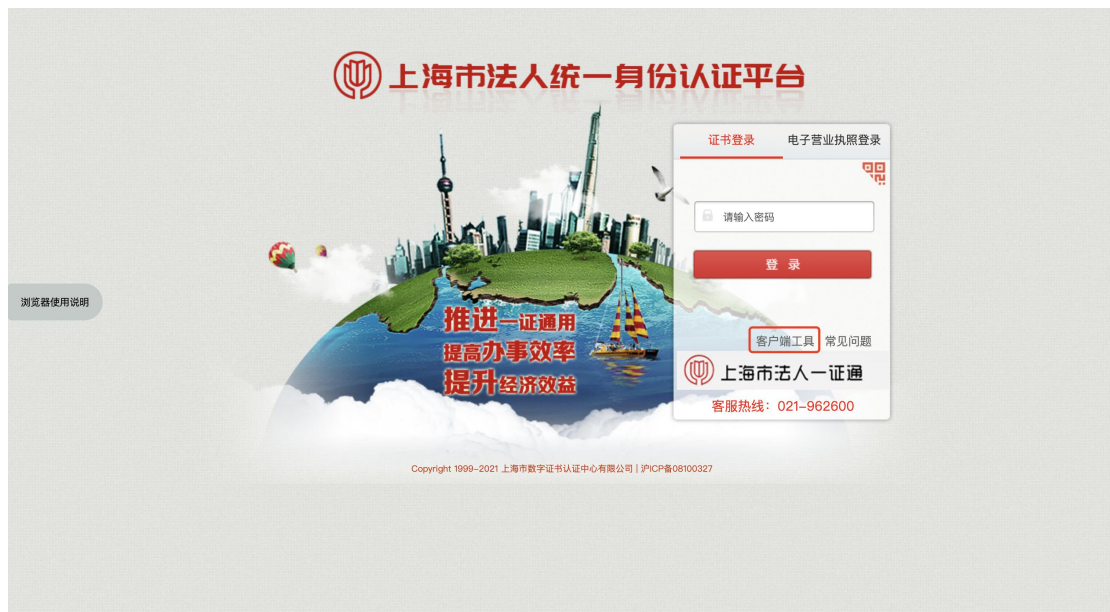 上海市法人统一身份认证平台
证书登录 电子营业执照登录
请输入密码
登 录
浏览器使用说明
推进一证通用
提高办事效率
提升经济效益
客户端工具 常见问题
上海市法人一证通
客服热线：021-962600
Copyright 1999-2021 上海市数字证书认证中心有限公司 | 沪ICP备08100327